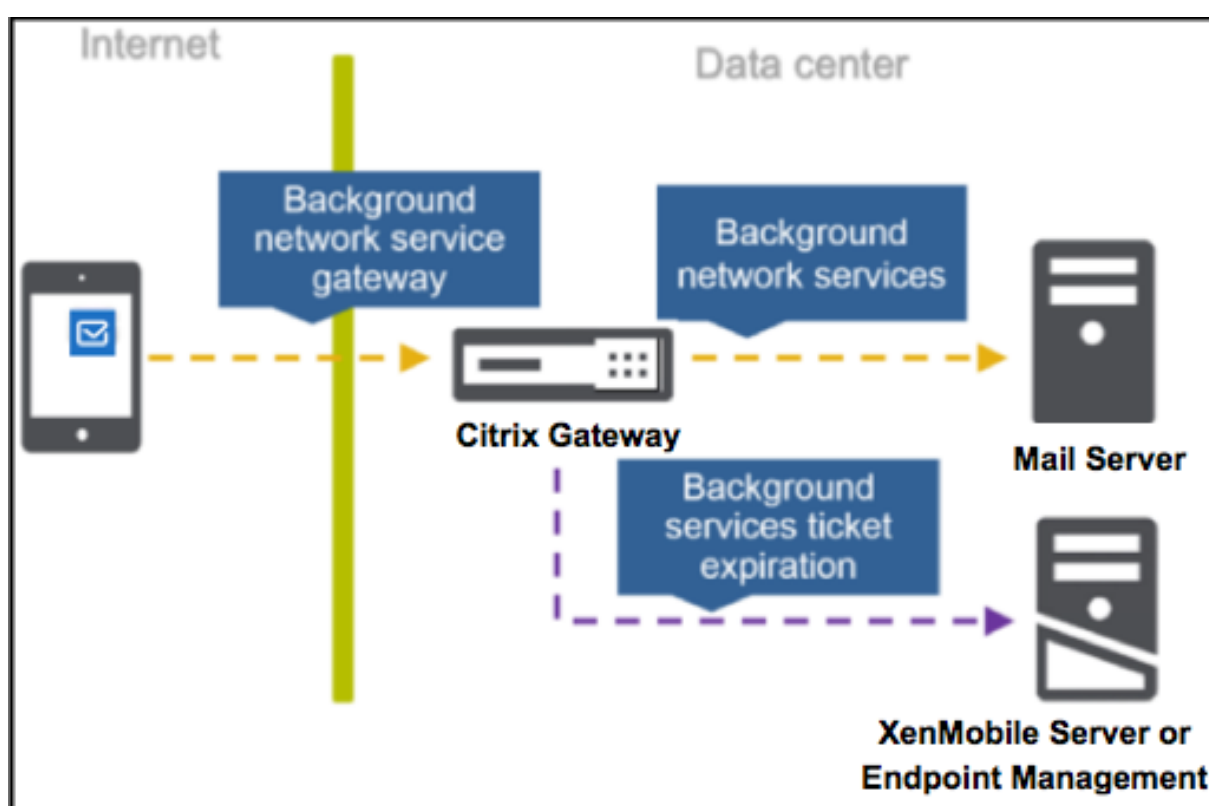 Internet
Data center
Background
network service
gateway
Background
network services
Citrix Gateway
Mail Server
Background
services ticket
expiration
XenMobile Server or
Endpoint Management